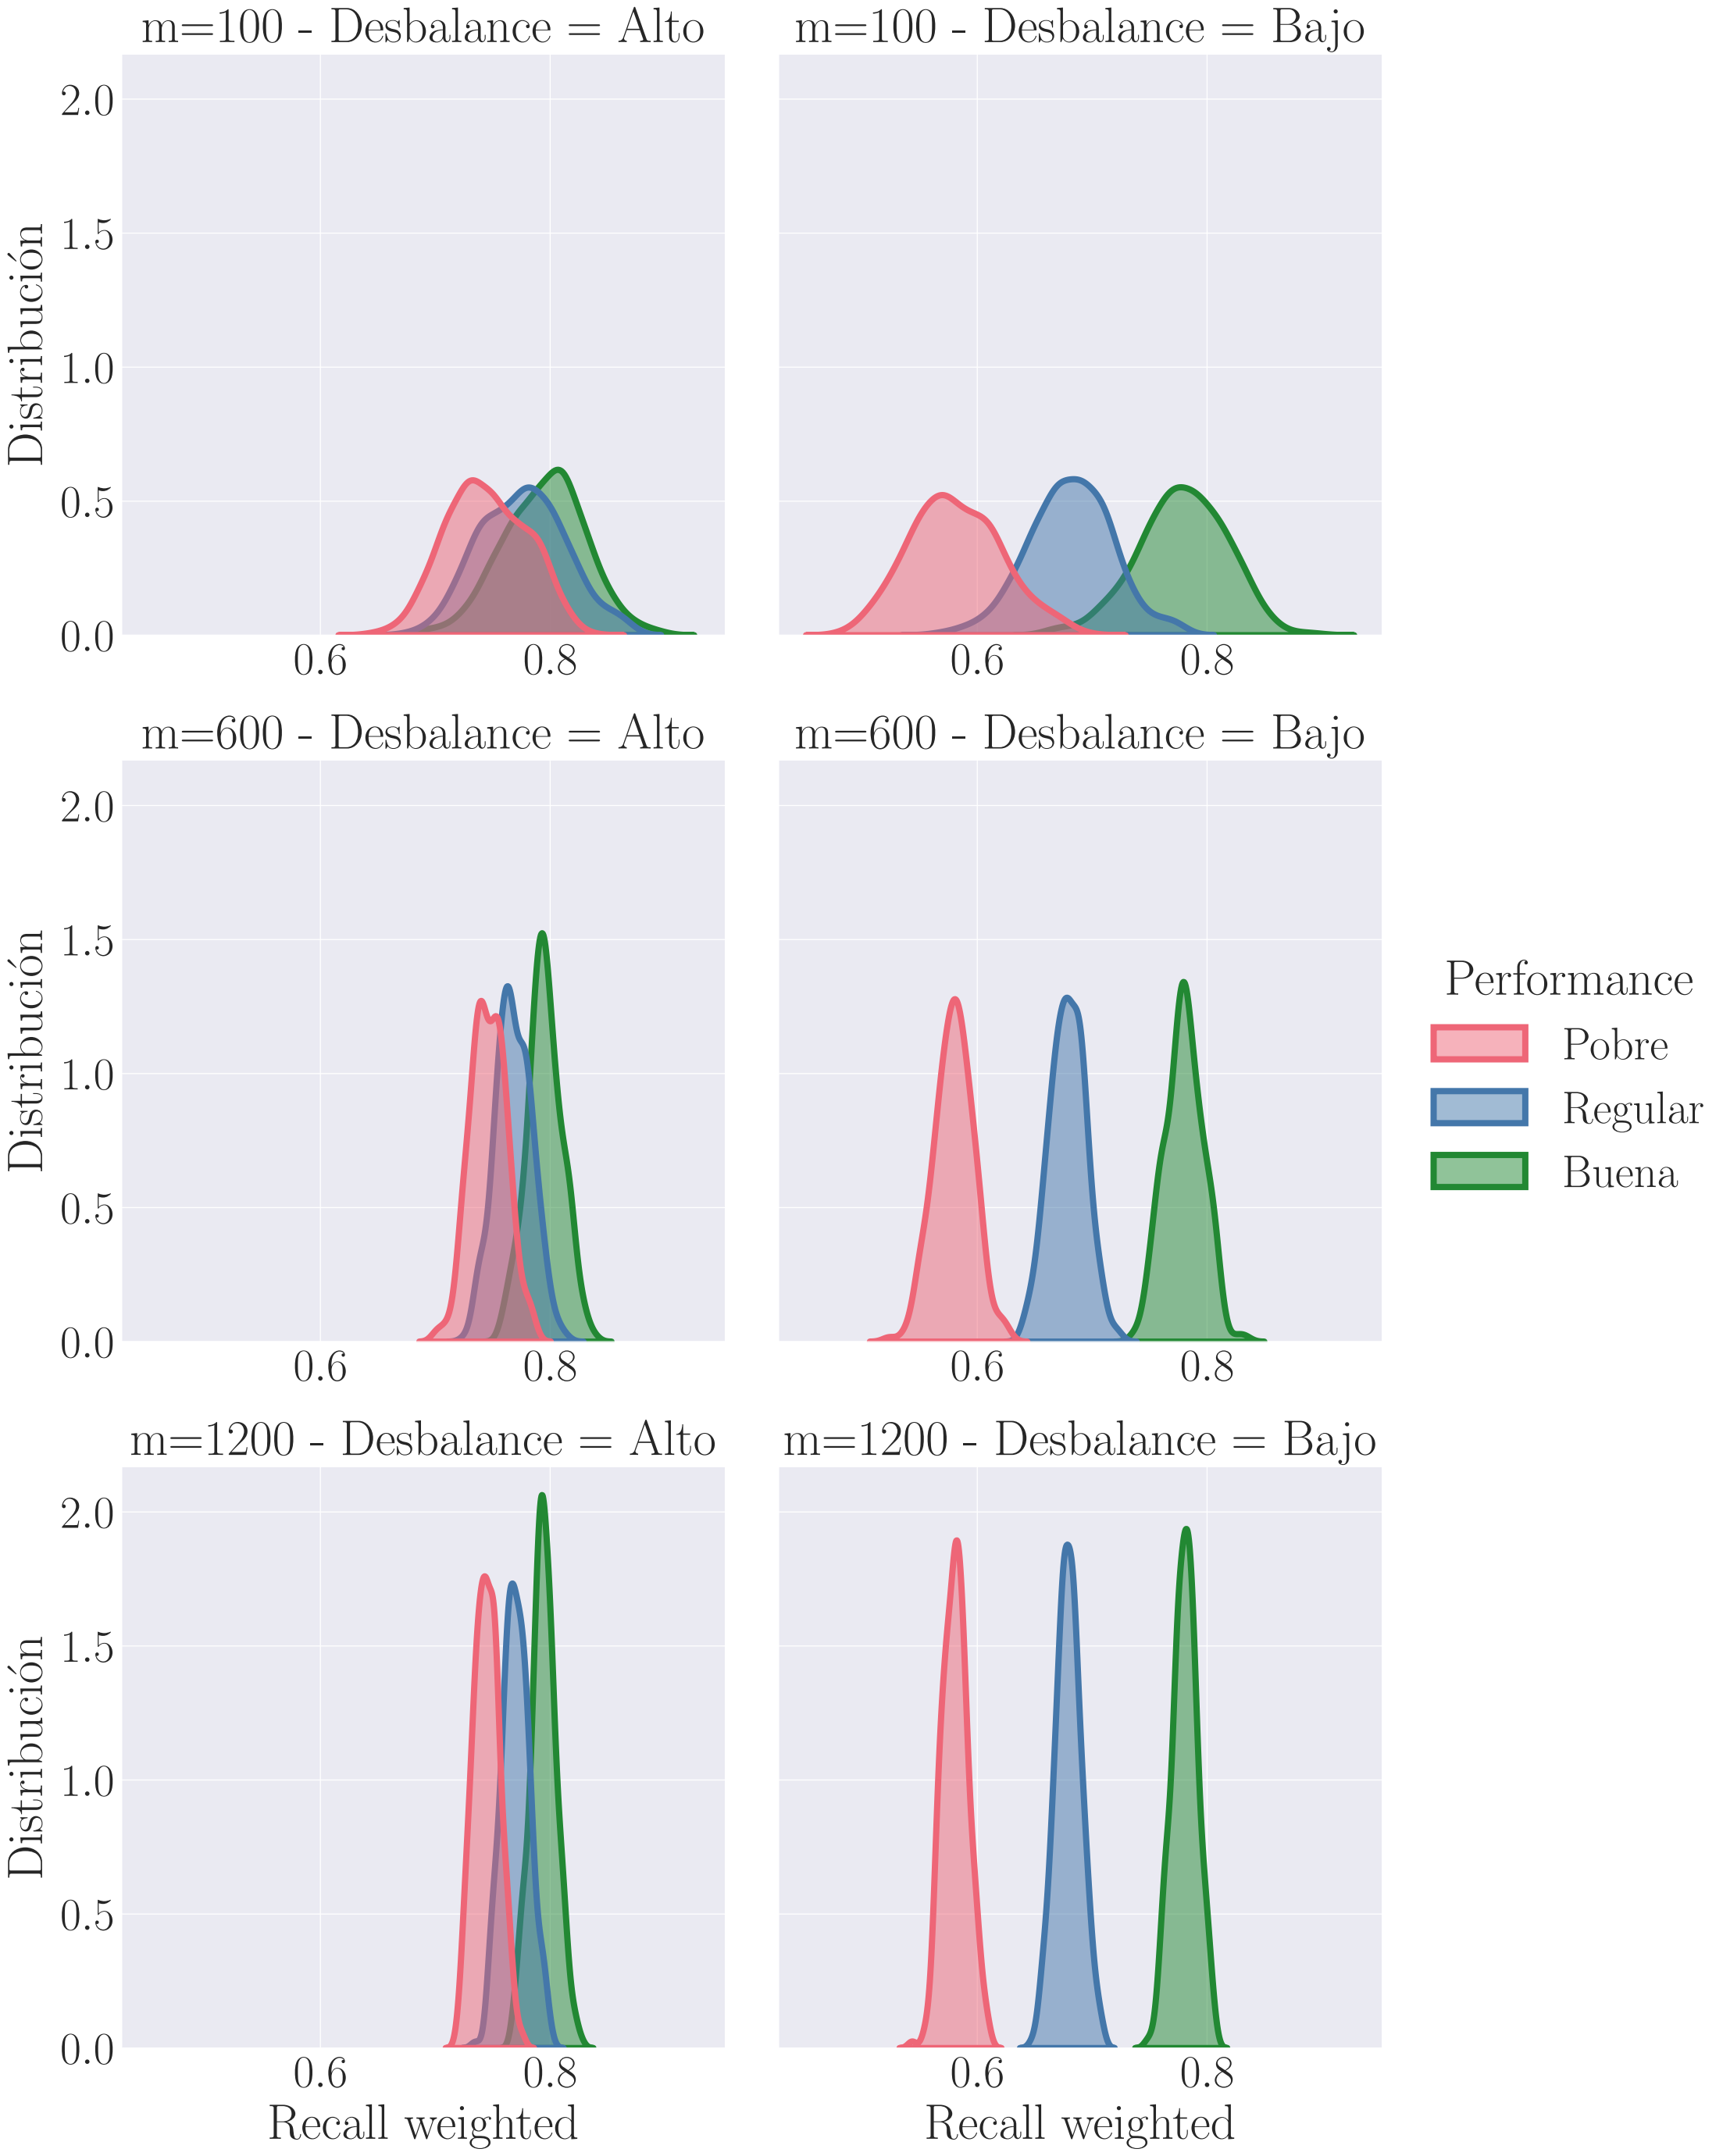 m=100 - Desbalance = Alto
m=100 - Desbalance = Bajo
Distribución
2.0
1.5
1.0
0.5
0.0
0.6
0.8
0.6
0.8
m=600 - Desbalance = Alto
m=600 - Desbalance = Bajo
Distribución
2.0
1.5
1.0
0.5
0.0
0.6
0.8
0.6
0.8
Performance
Pobre
Regular
Buena
m=1200 - Desbalance = Alto
m=1200 - Desbalance = Bajo
Distribución
2.0
1.5
1.0
0.5
0.0
0.6
0.8
0.6
0.8
Recall weighted
Recall weighted